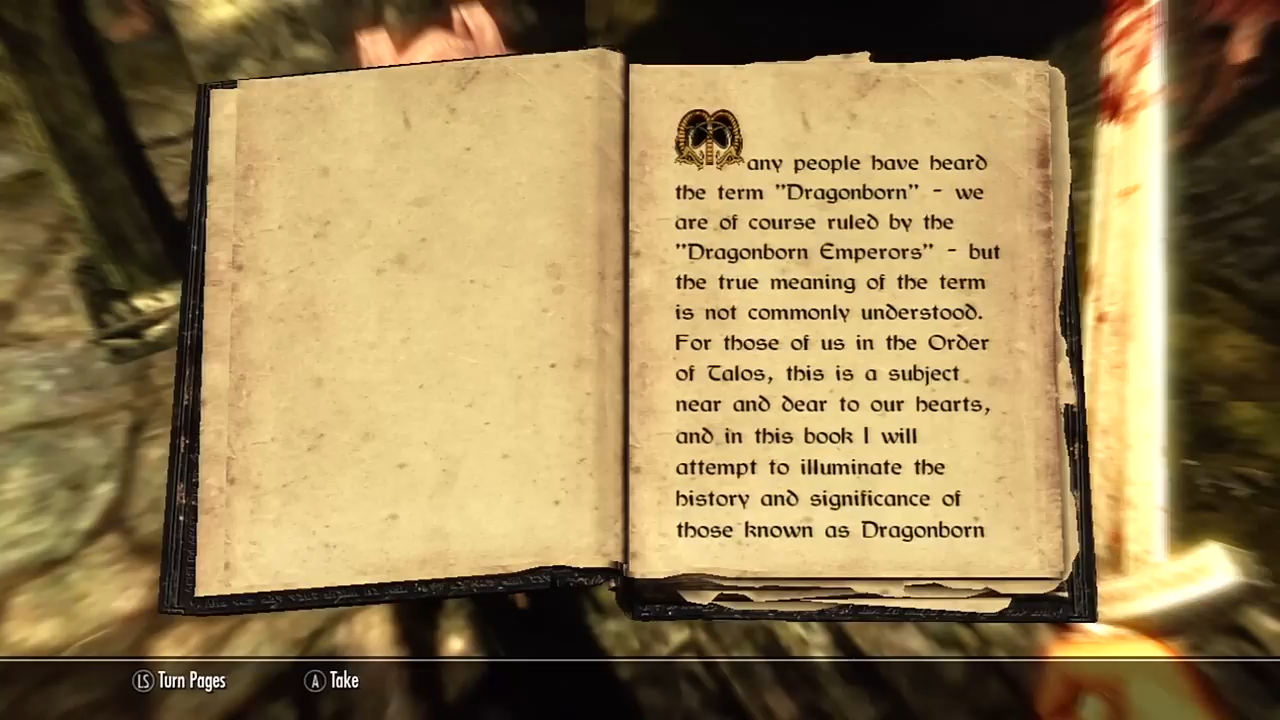 Many people have heard
the term "Dragonborn" - we
are of course ruled by the
"Dragonborn Emperors" - but
the true meaning of the term
is not commonly understood.
For those of us in the Order
of Talos, this is a subject
near and dear to our hearts,
and in this book I will
attempt to illuminate the
history and significance of
those known as Dragonborn
LS Turn Pages
A Take